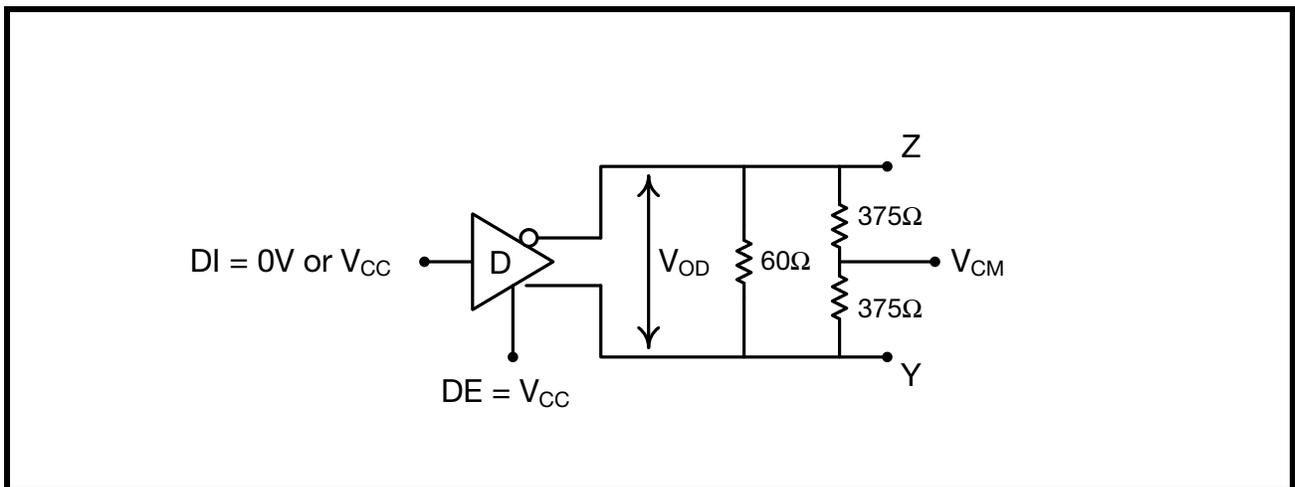 Z
375Ω
DI = 0V or VCC
D
VOD
60Ω
VCM
375Ω
Y
DE = VCC